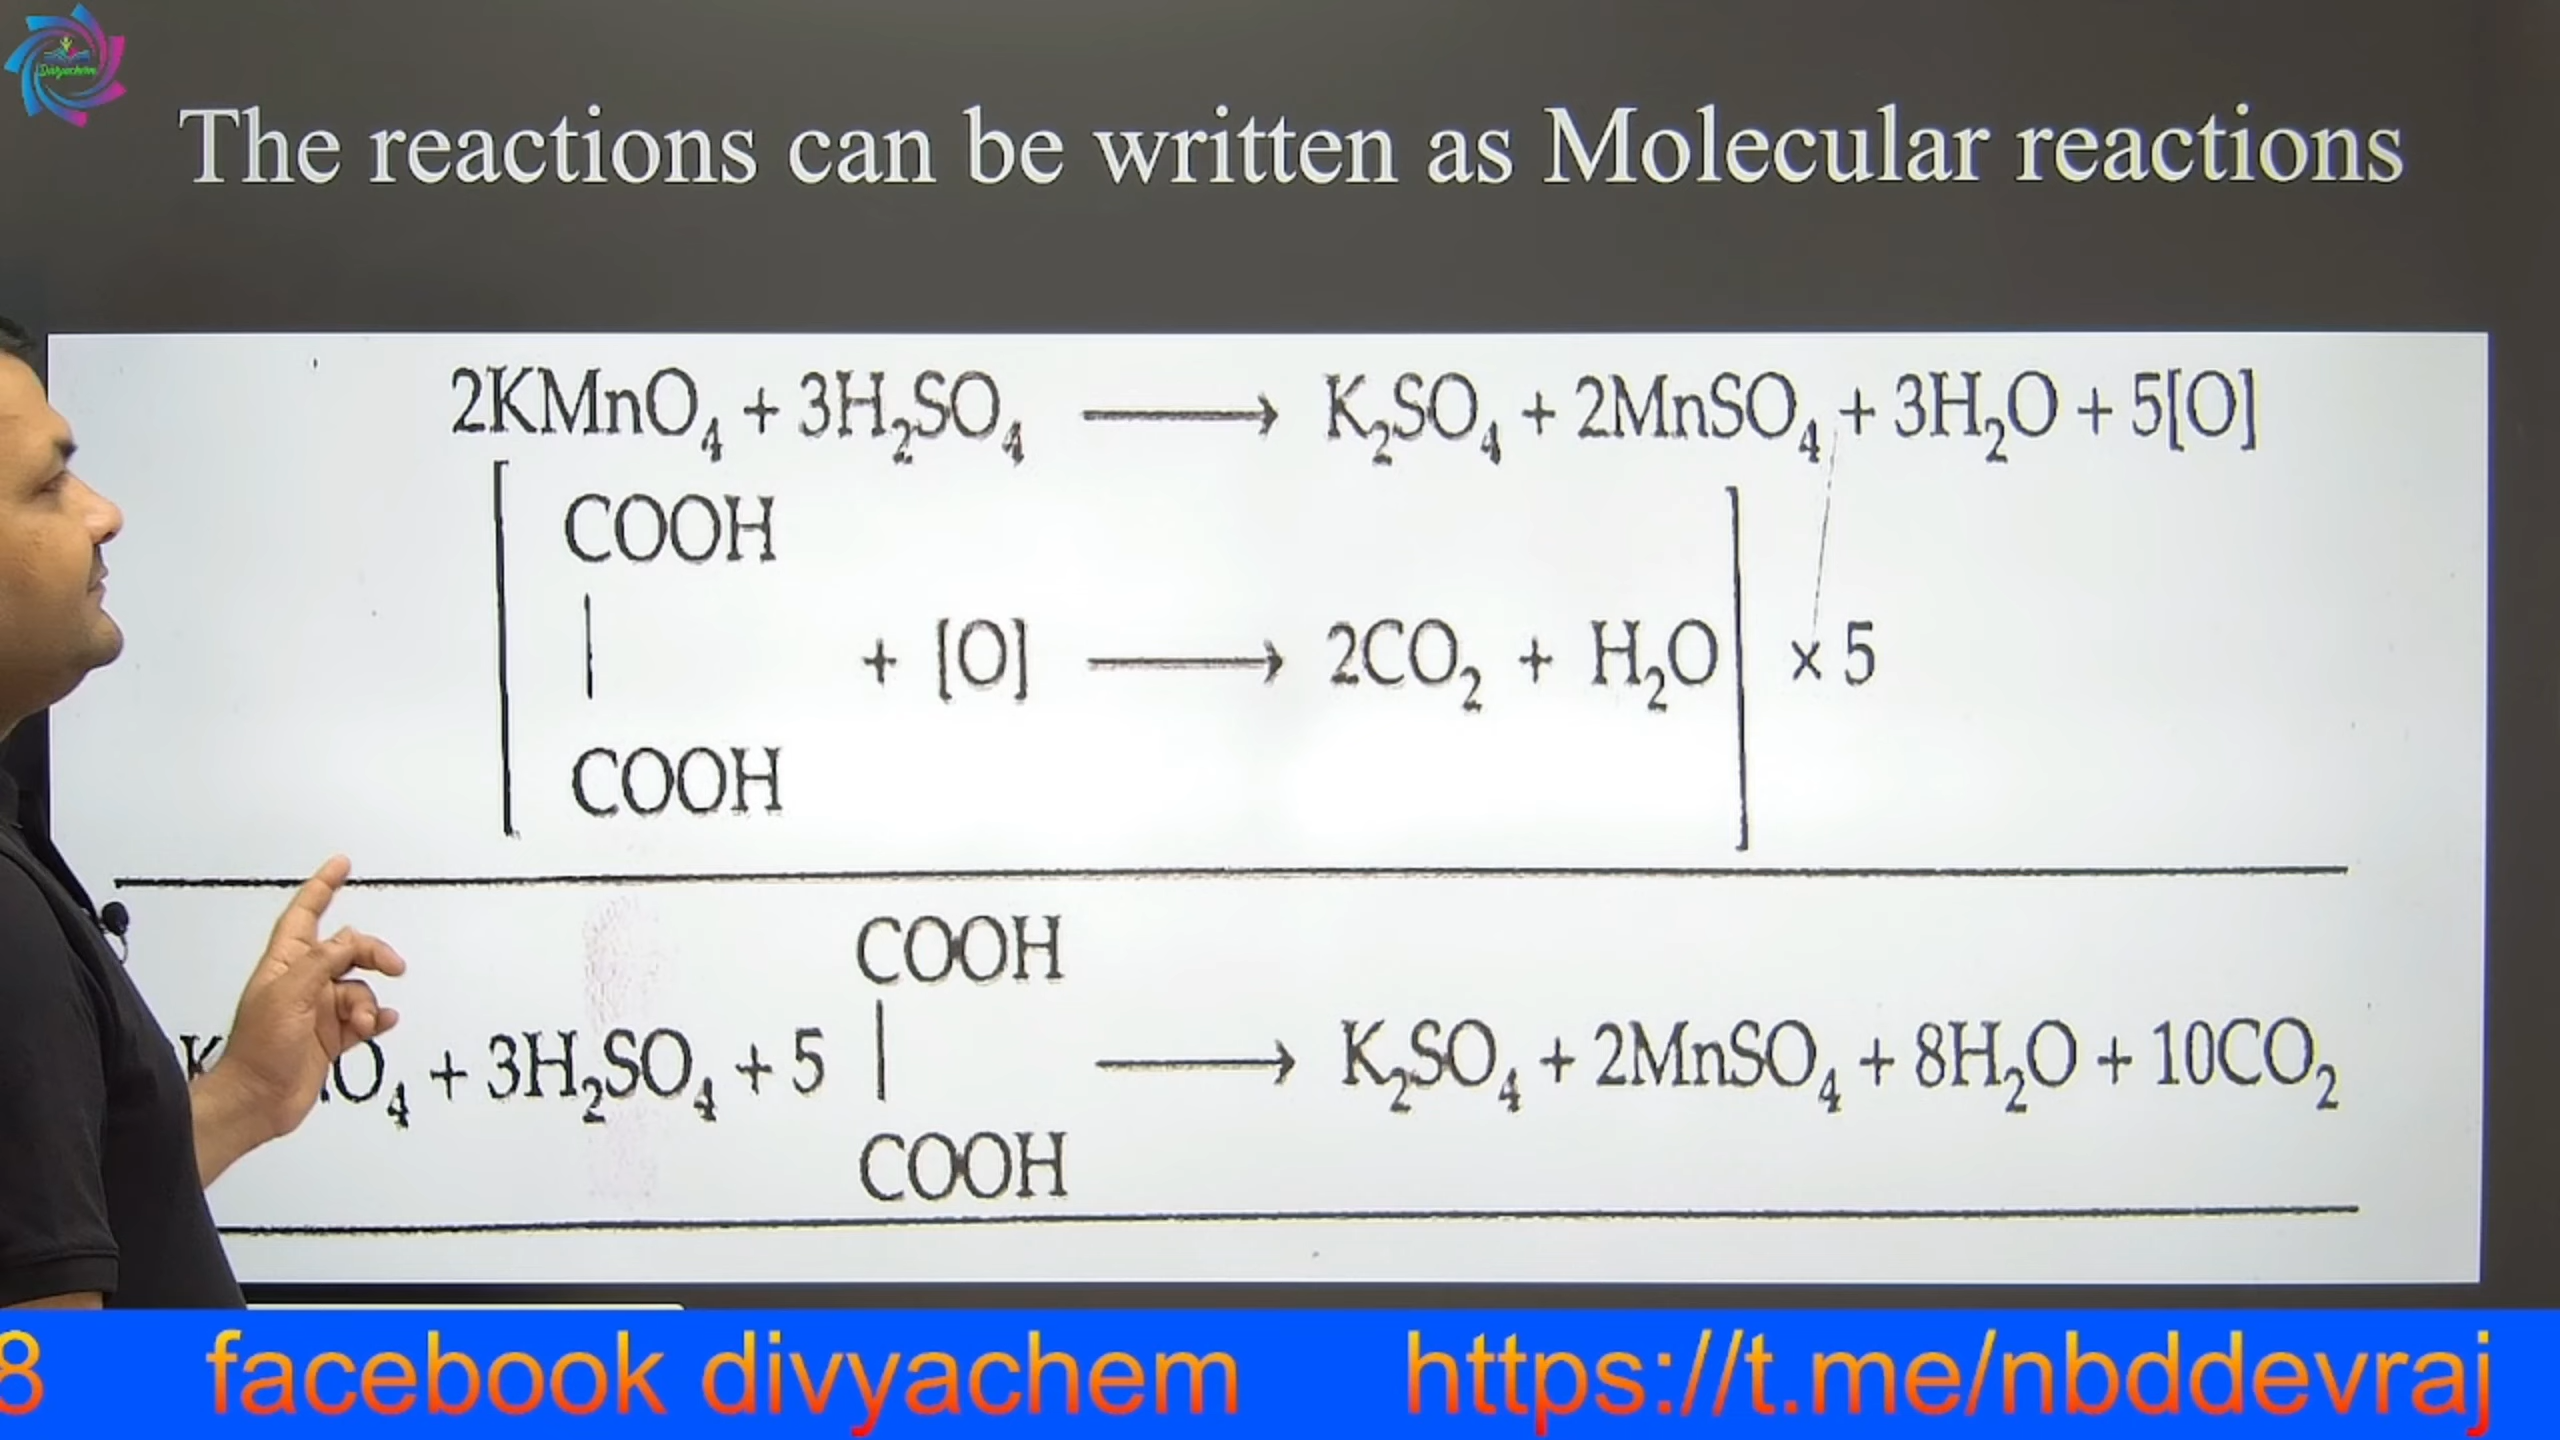 Divyachem
The reactions can be written as Molecular reactions
2KMnO₄ + 3H₂SO₄ ⟶ K₂SO₄ + 2MnSO₄ + 3H₂O + 5[O]
COOH
| + [O] ⟶ 2CO₂ + H₂O × 5
COOH
COOH
O₄ + 3H₂SO₄ + 5 | ⟶ K₂SO₄ + 2MnSO₄ + 8H₂O + 10CO₂
COOH
8 facebook divyachem https://t.me/nbddevraj